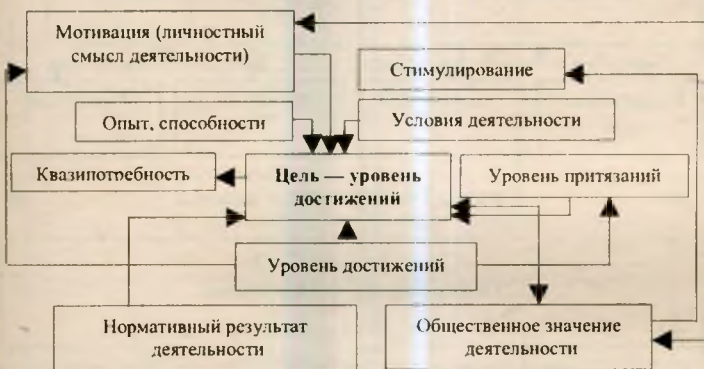 Мотивация (личностный
смысл деятельности)
Стимулирование
Опыт, способности
Условия деятельности
Квазипотребность
Цель — уровень
достижений
Уровень притязаний
Уровень достижений
Нормативный результат
деятельности
Общественное значение
деятельности